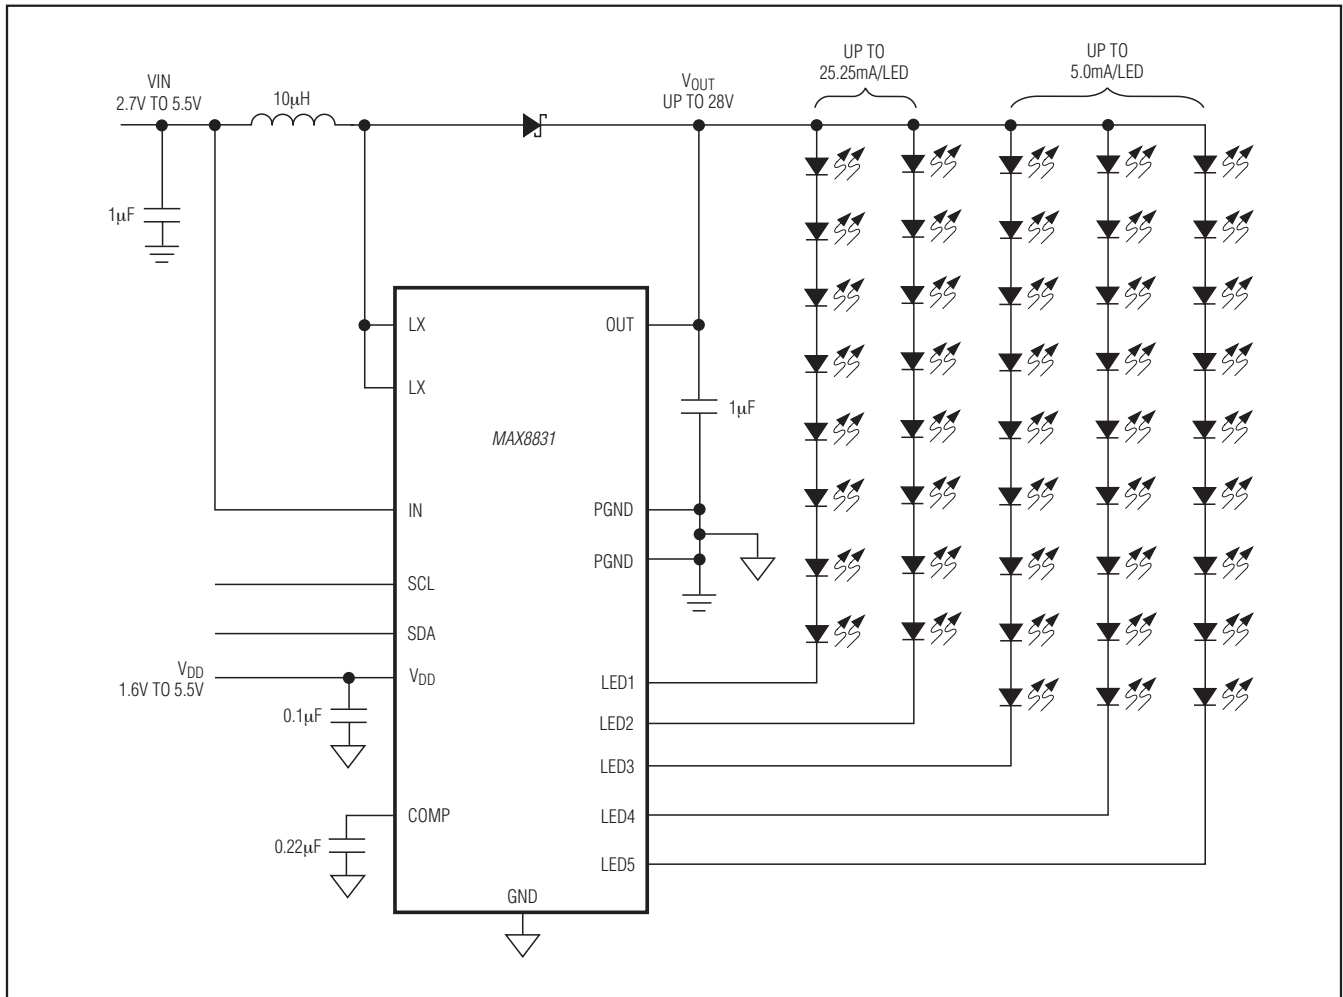 UP TO
25.25mA/LED
UP TO
5.0mA/LED
VIN
2.7V TO 5.5V
10μH
VOUT
UP TO 28V
1μF
LX
OUT
LX
1μF
MAX8831
IN
PGND
PGND
SCL
SDA
VDD
1.6V TO 5.5V
VDD
LED1
0.1μF
LED2
LED3
COMP
LED4
0.22μF
LED5
GND